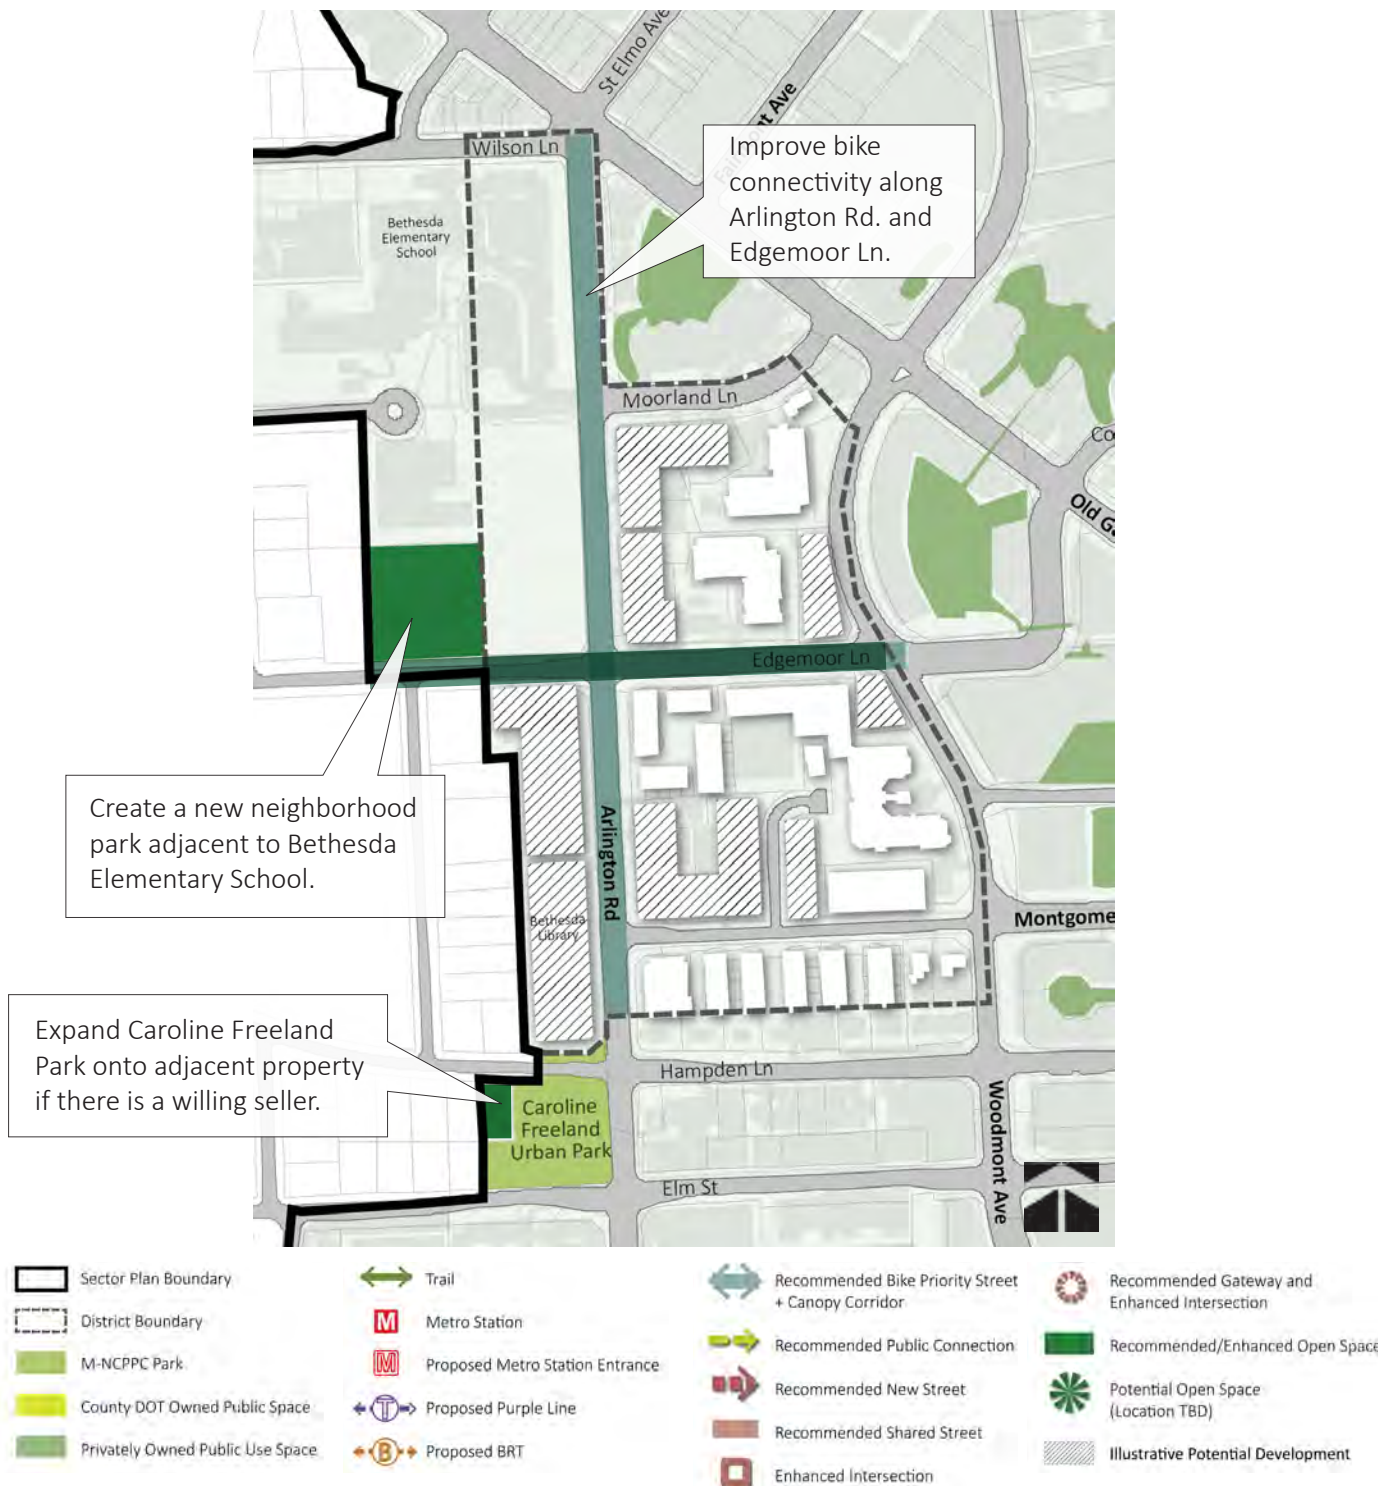 St Elmo Ave
nt Ave
Improve bike
connectivity along
Arlington Rd. and
Edgemoor Ln.
Wilson Ln
Bethesda
Elementary
School
Moorland Ln
Co
Old Ge
Edgemoor Ln
Create a new neighborhood
park adjacent to Bethesda
Elementary School.
Arlington Rd
Bethesda
Library
Montgome
Expand Caroline Freeland
Park onto adjacent property
if there is a willing seller.
Hampden Ln
Caroline
Freeland
Urban Park
Woodmont Ave
Elm St
Sector Plan Boundary
District Boundary
M-NCPPC Park
County DOT Owned Public Space
Privately Owned Public Use Space
Trail
M
Metro Station
M
Proposed Metro Station Entrance
T
Proposed Purple Line
B
Proposed BRT
Recommended Bike Priority Street
+ Canopy Corridor
Recommended Public Connection
Recommended New Street
Recommended Shared Street
Enhanced Intersection
Recommended Gateway and
Enhanced Intersection
Recommended/Enhanced Open Space
Potential Open Space
(Location TBD)
Illustrative Potential Development